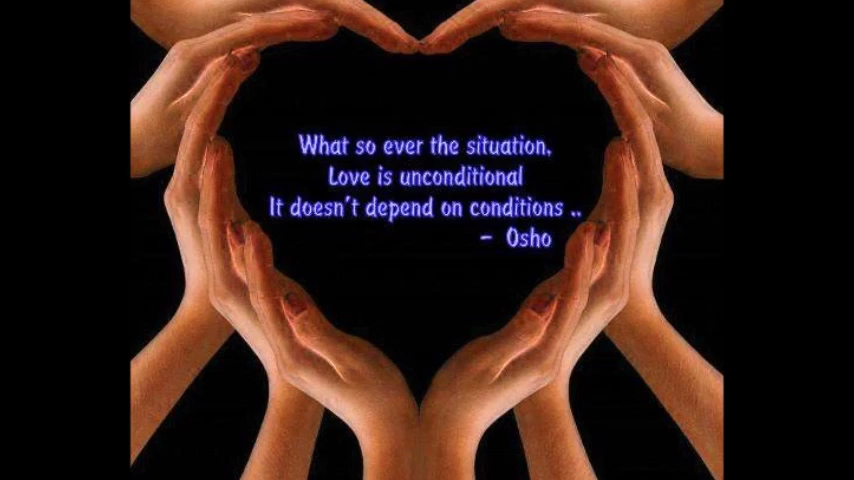 What so ever the situation,
Love is unconditional
It doesn't depend on conditions ..
- Osho